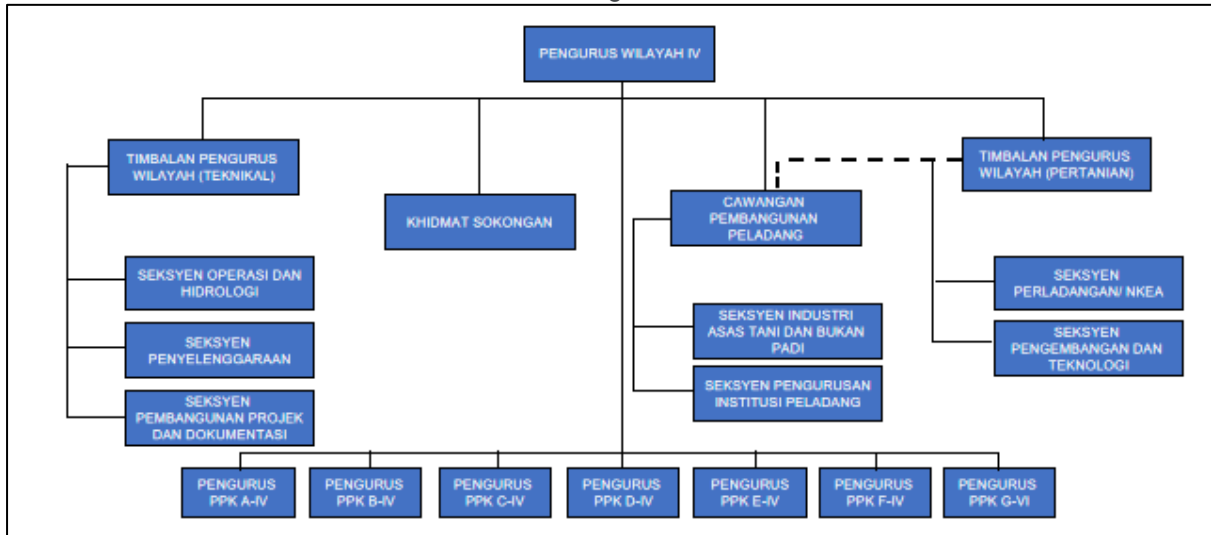 PENGURUS WILAYAH IV
TIMBALAN PENGURUS
WILAYAH (TEKNIKAL)
TIMBALAN PENGURUS
WILAYAH (PERTANIAN)
KHIDMAT SOKONGAN
CAWANGAN
PEMBANGUNAN
PELADANG
SEKSYEN OPERASI DAN
HIDROLOGI
SEKSYEN
PERLADANGAN/ NKEA
SEKSYEN
PENYELENGGARAAN
SEKSYEN INDUSTRI
ASAS TANI DAN BUKAN
PADI
SEKSYEN
PENGEMBANGAN DAN
TEKNOLOGI
SEKSYEN
PEMBANGUNAN PROJEK
DAN DOKUMENTASI
SEKSYEN PENGURUSAN
INSTITUSI PELADANG
PENGURUS
PPK A-IV
PENGURUS
PPK B-IV
PENGURUS
PPK C-IV
PENGURUS
PPK D-IV
PENGURUS
PPK E-IV
PENGURUS
PPK F-IV
PENGURUS
PPK G-VI